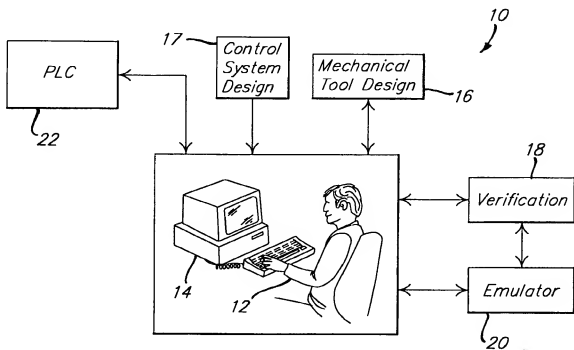 10
17
PLC
22
Control
System
Design
Mechanical
Tool Design
16
18
Verification
14
12
Emulator
20